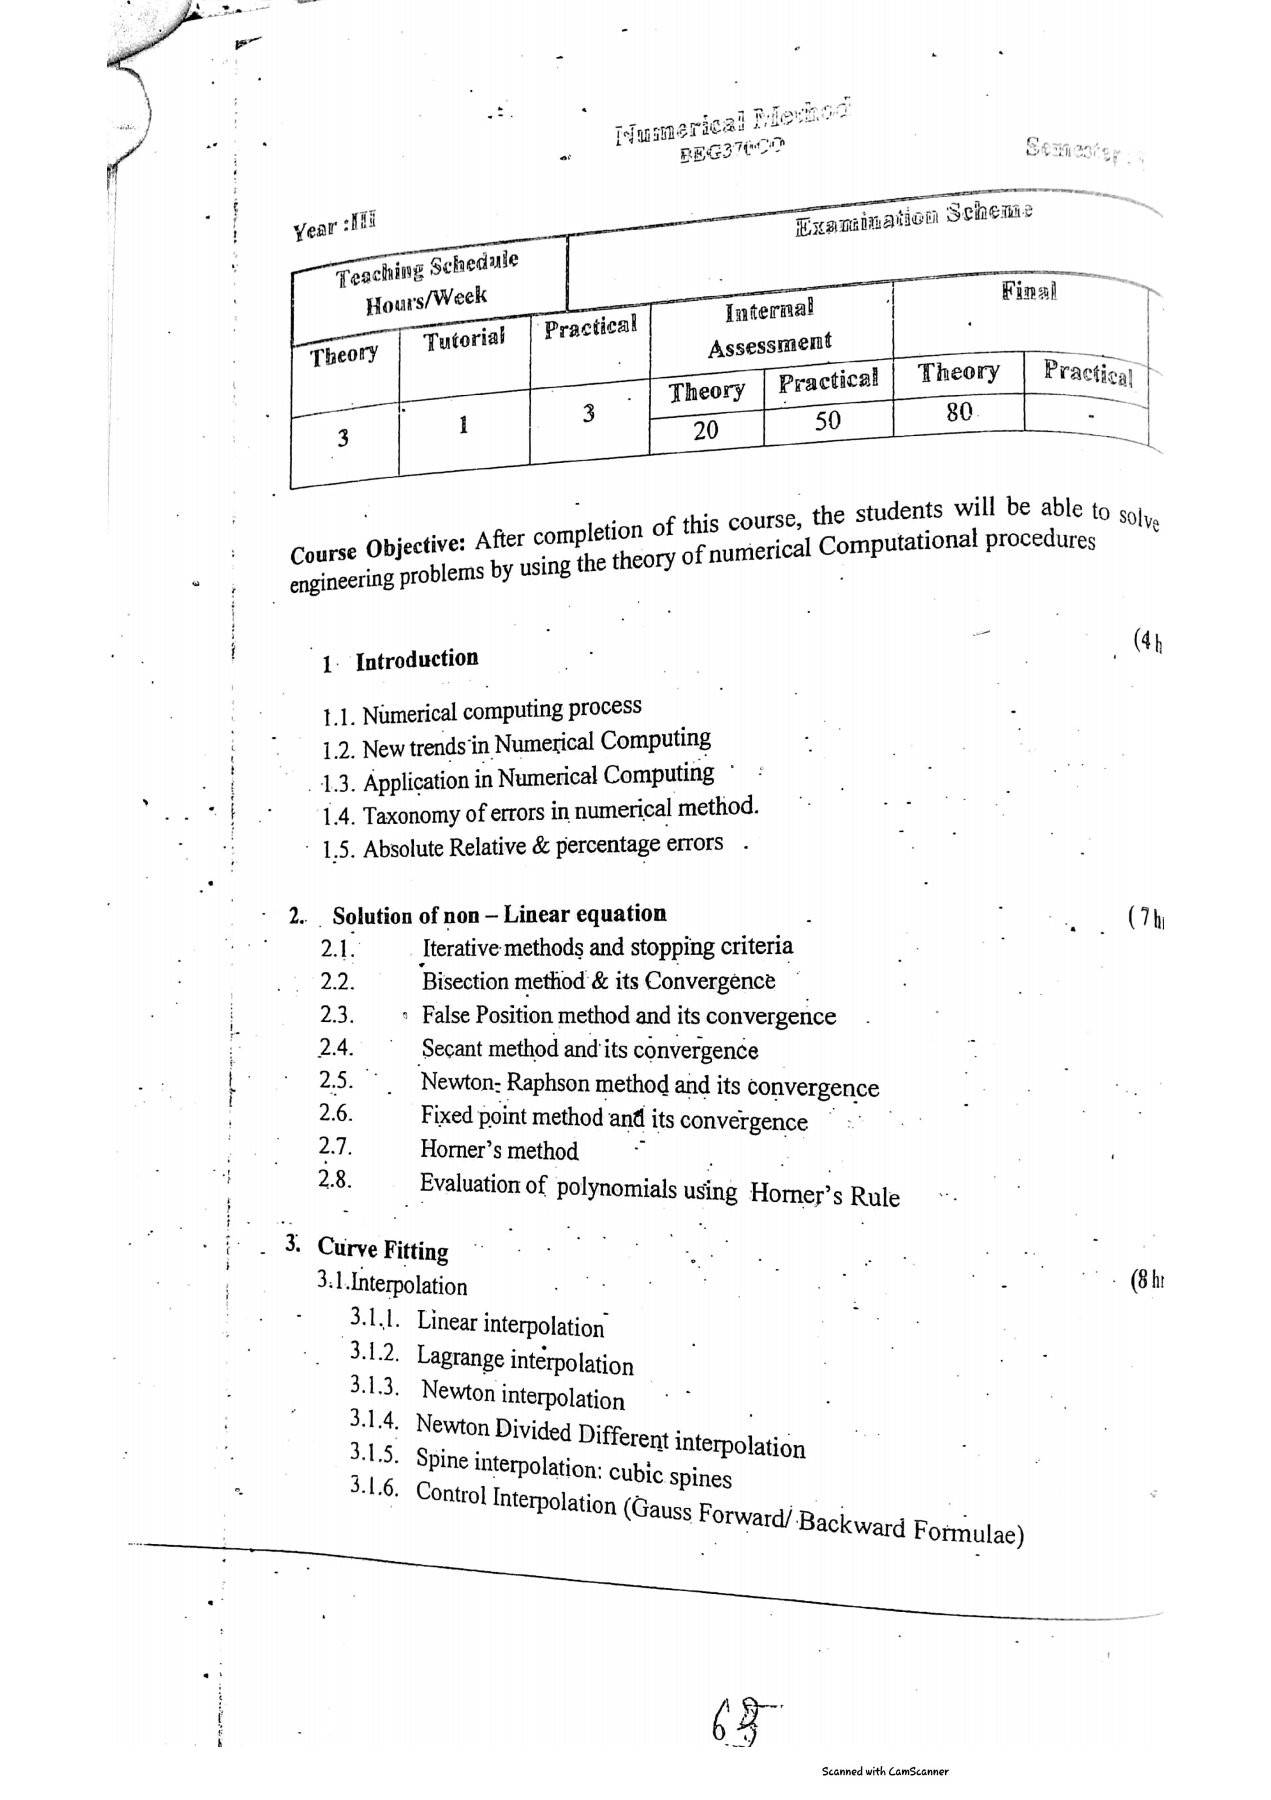 Numerical Method
Year :III
Teaching Schedule Hours/Week
Examination Scheme
Theory
Tutorial
Practical
Internal Assessment
Final
Theory
Practical
Theory
Practical
3
1
3
20
50
80
-
Course Objective: After completion of this course, the students will be able to solve
engineering problems by using the theory of numerical Computational procedures
1 Introduction (4 h
1.1. Numerical computing process
1.2. New trends in Numerical Computing
1.3. Application in Numerical Computing
1.4. Taxonomy of errors in numerical method.
1.5. Absolute Relative & percentage errors
2. Solution of non – Linear equation (7 h
2.1. Iterative methods and stopping criteria
2.2. Bisection method & its Convergence
2.3. False Position method and its convergence
2.4. Secant method and its convergence
2.5. Newton- Raphson method and its convergence
2.6. Fixed point method and its convergence
2.7. Horner's method
2.8. Evaluation of polynomials using Horner's Rule
3. Curve Fitting
3.1.Interpolation (8 hr
3.1.1. Linear interpolation
3.1.2. Lagrange interpolation
3.1.3. Newton interpolation
3.1.4. Newton Divided Different interpolation
3.1.5. Spine interpolation: cubic spines
3.1.6. Control Interpolation (Gauss Forward/ Backward Formulae)
Scanned with CamScanner